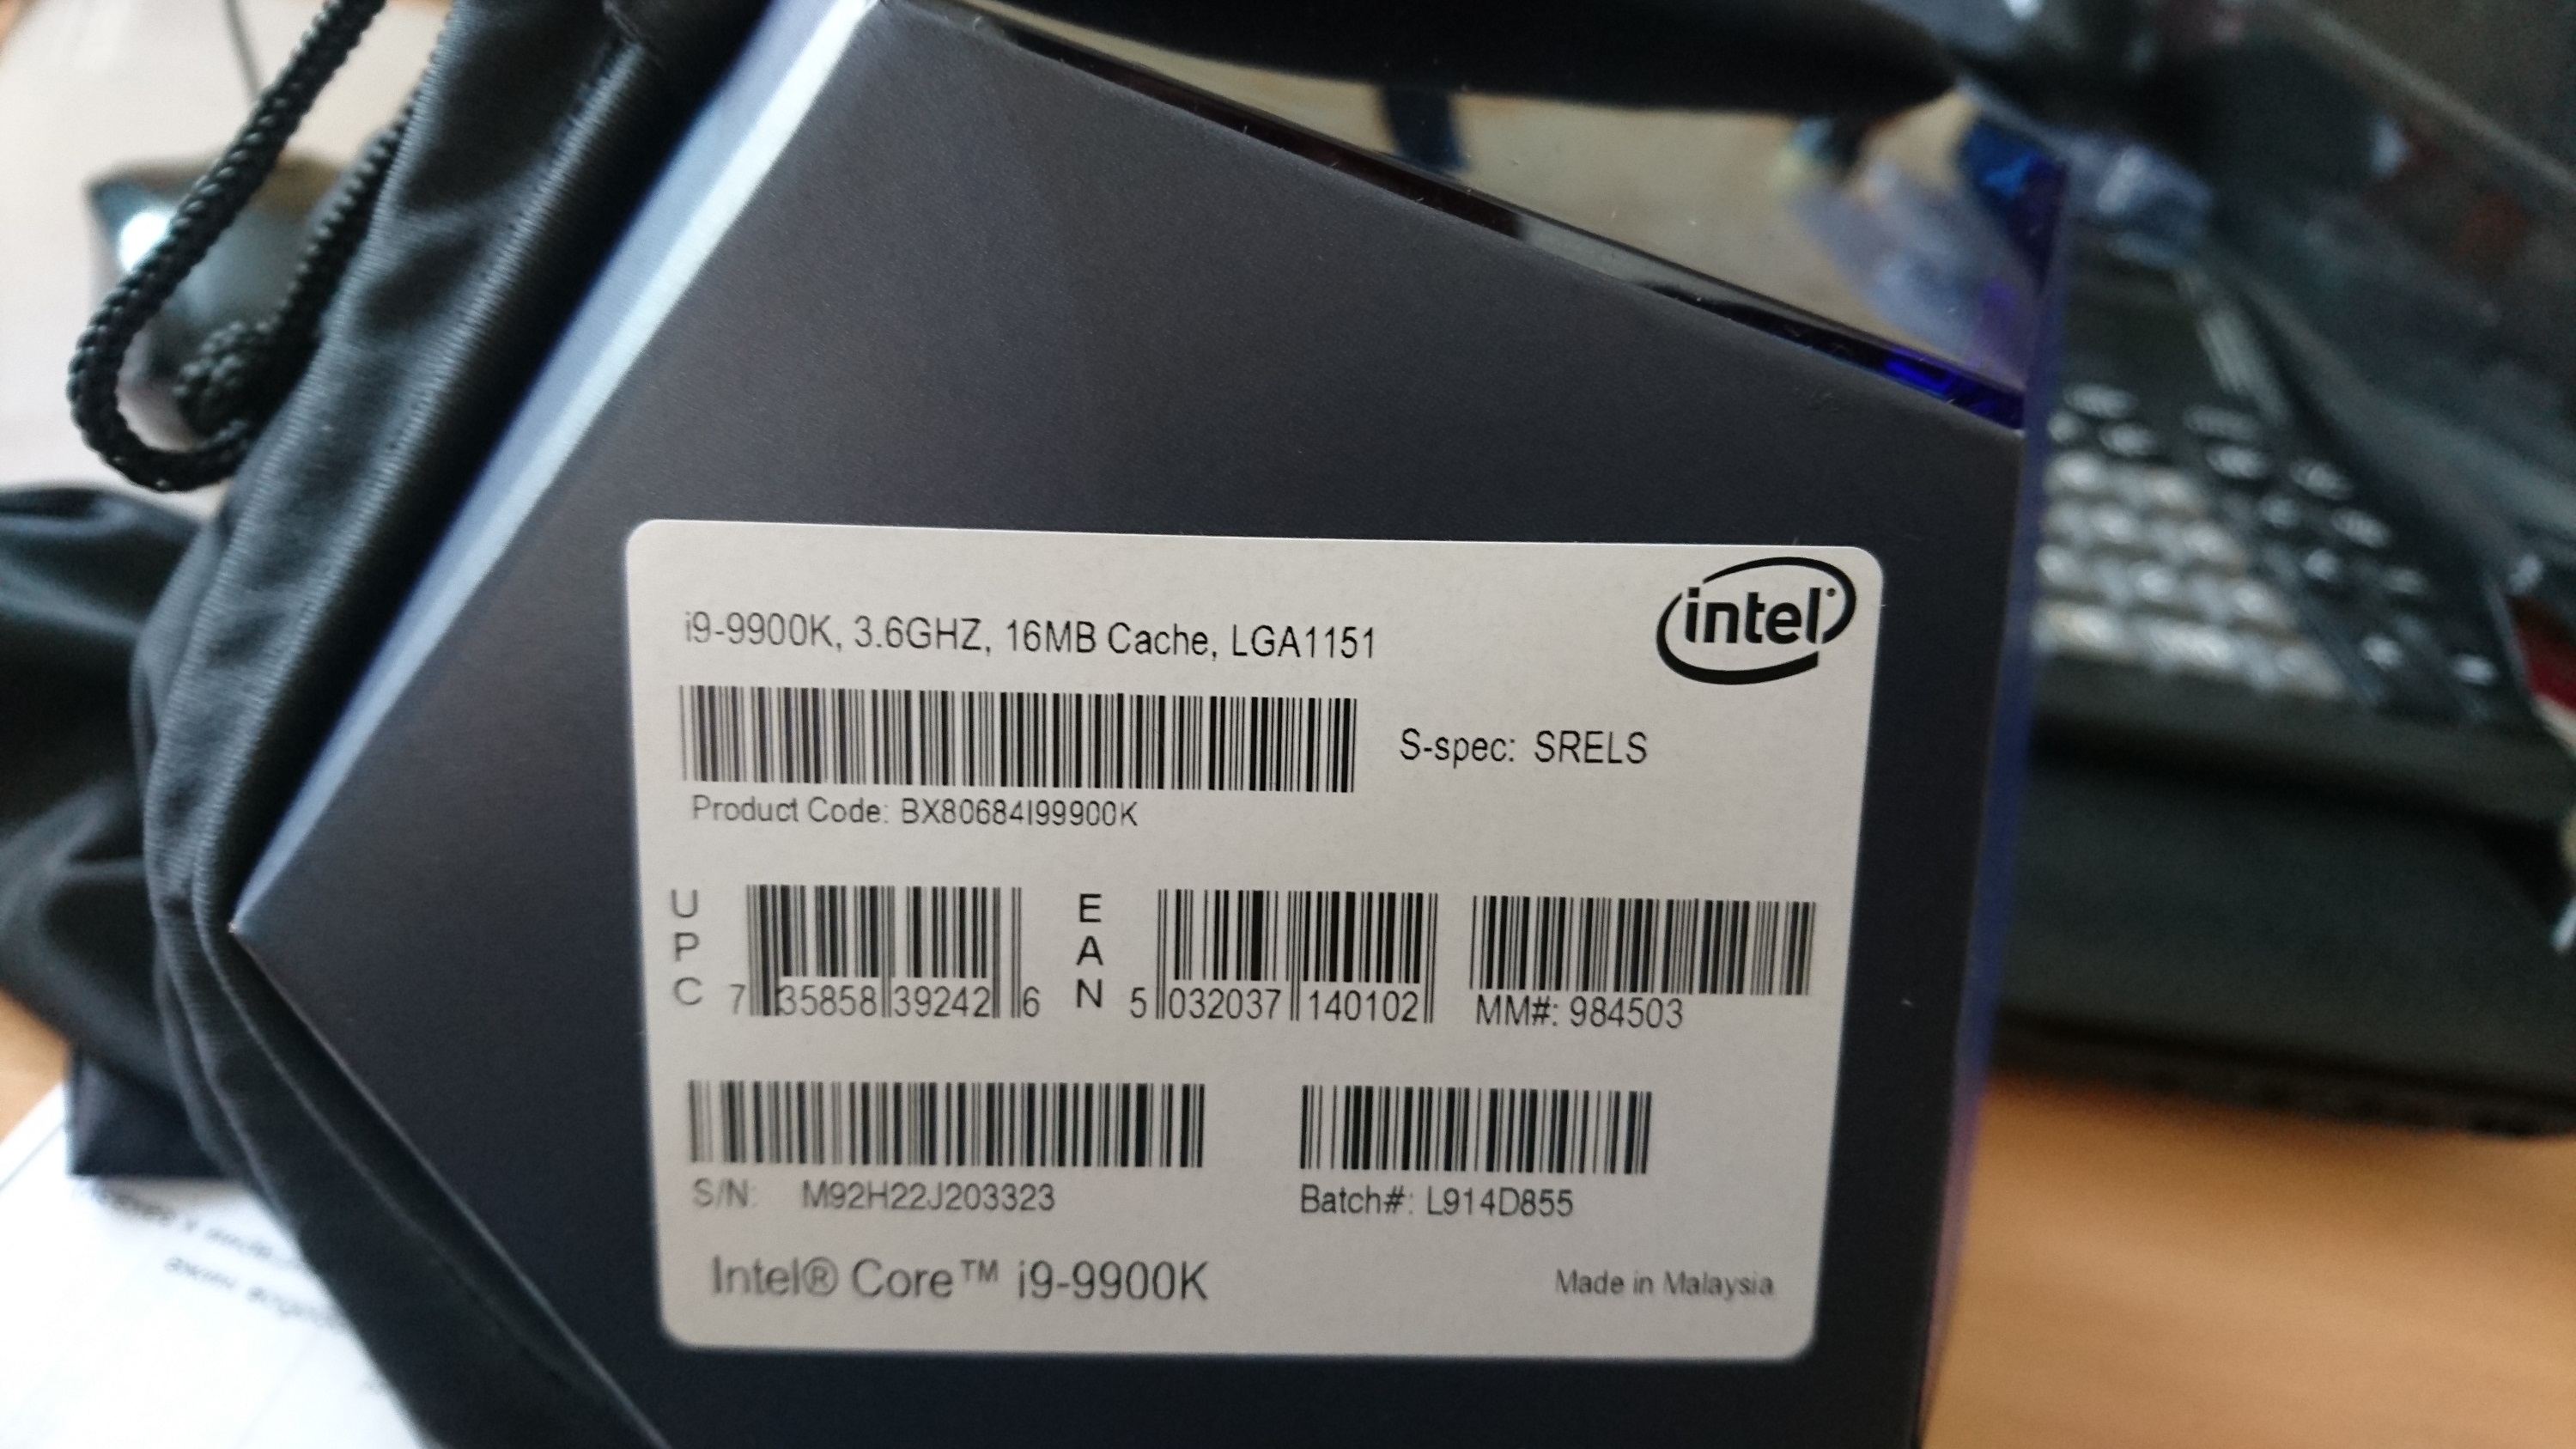 i9-9900K, 3.6GHZ, 16MB Cache, LGA1151
intel
S-spec: SRELS
Product Code: BX80684I99900K
UPC 7 35858 39242 6
EAN 5 032037 140102
MM#: 984503
S/N: M92H22J203323
Batch#: L914D855
Intel® Core™ i9-9900K
Made in Malaysia